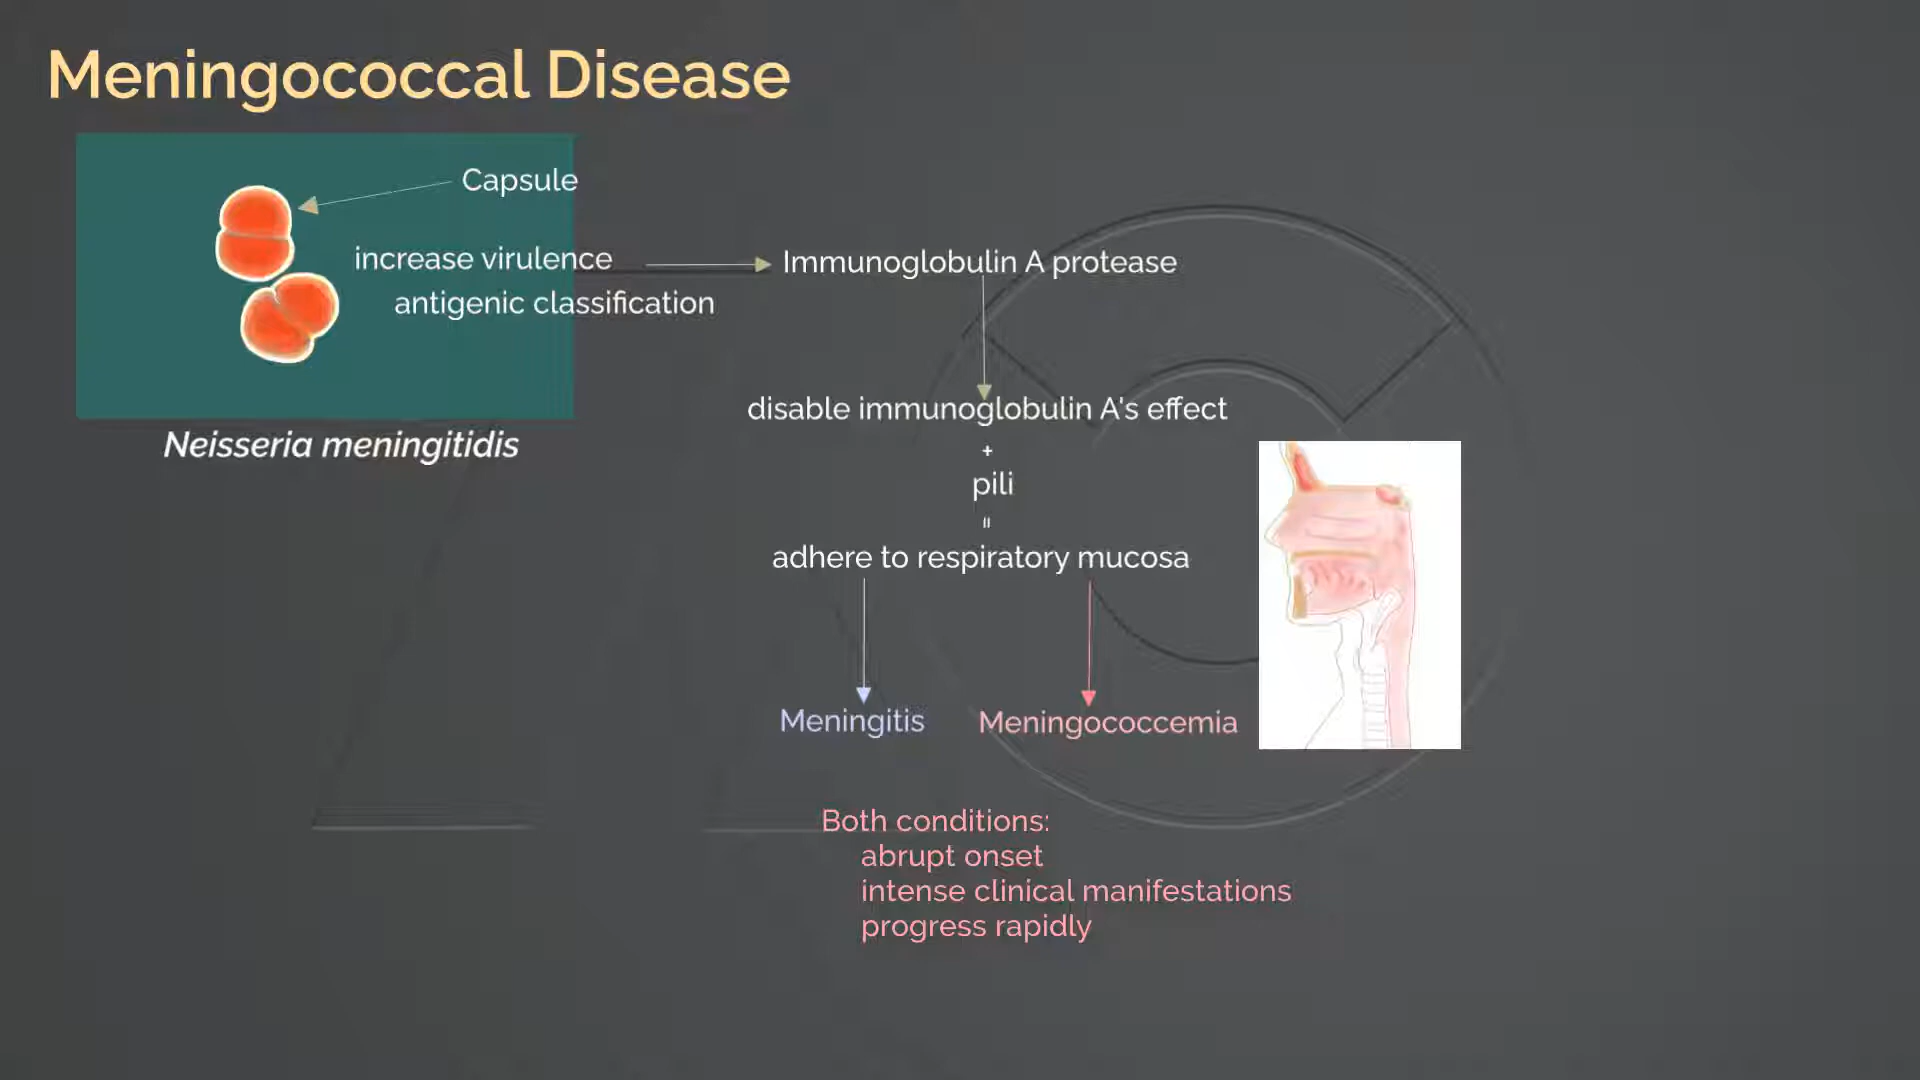 Meningococcal Disease
Capsule
increase virulence
antigenic classification
Neisseria meningitidis
Immunoglobulin A protease
disable immunoglobulin A's effect
+
pili
=
adhere to respiratory mucosa
Meningitis
Meningococcemia
Both conditions:
abrupt onset
intense clinical manifestations
progress rapidly